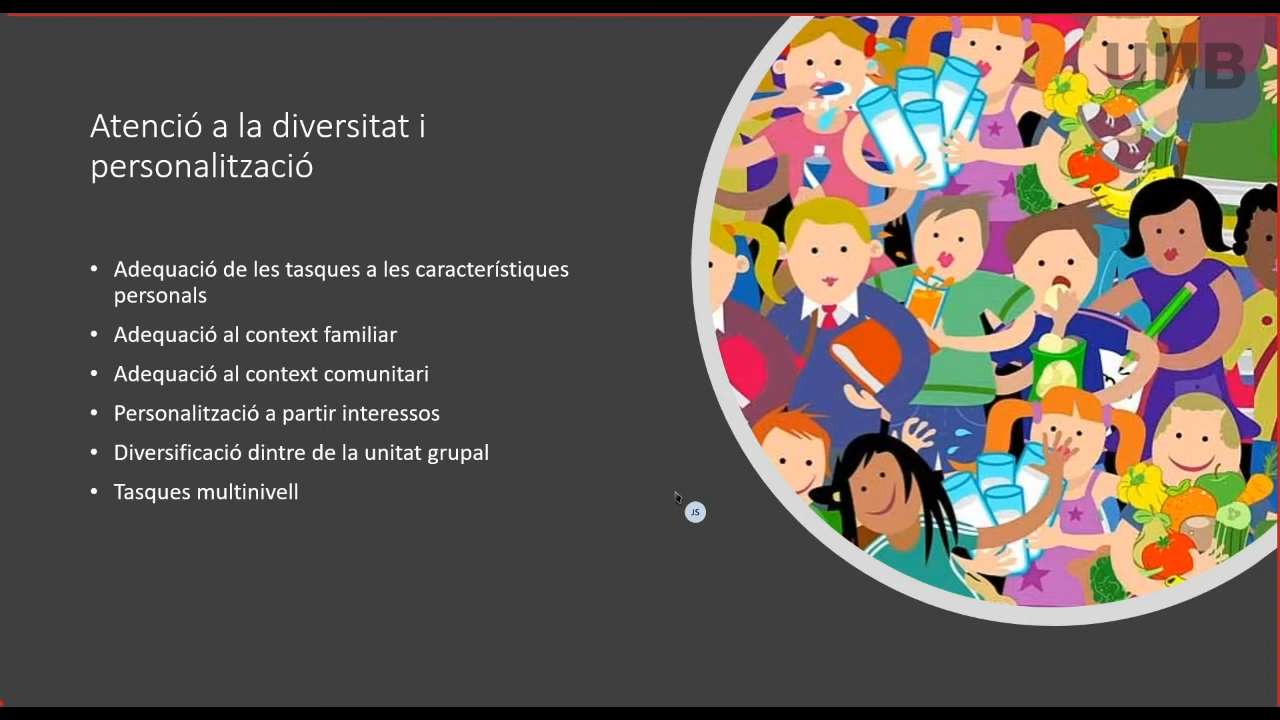 UAB
Atenció a la diversitat i
personalització
• Adequació de les tasques a les característiques
personals
• Adequació al context familiar
• Adequació al context comunitari
• Personalització a partir interessos
• Diversificació dintre de la unitat grupal
• Tasques multinivell
JS